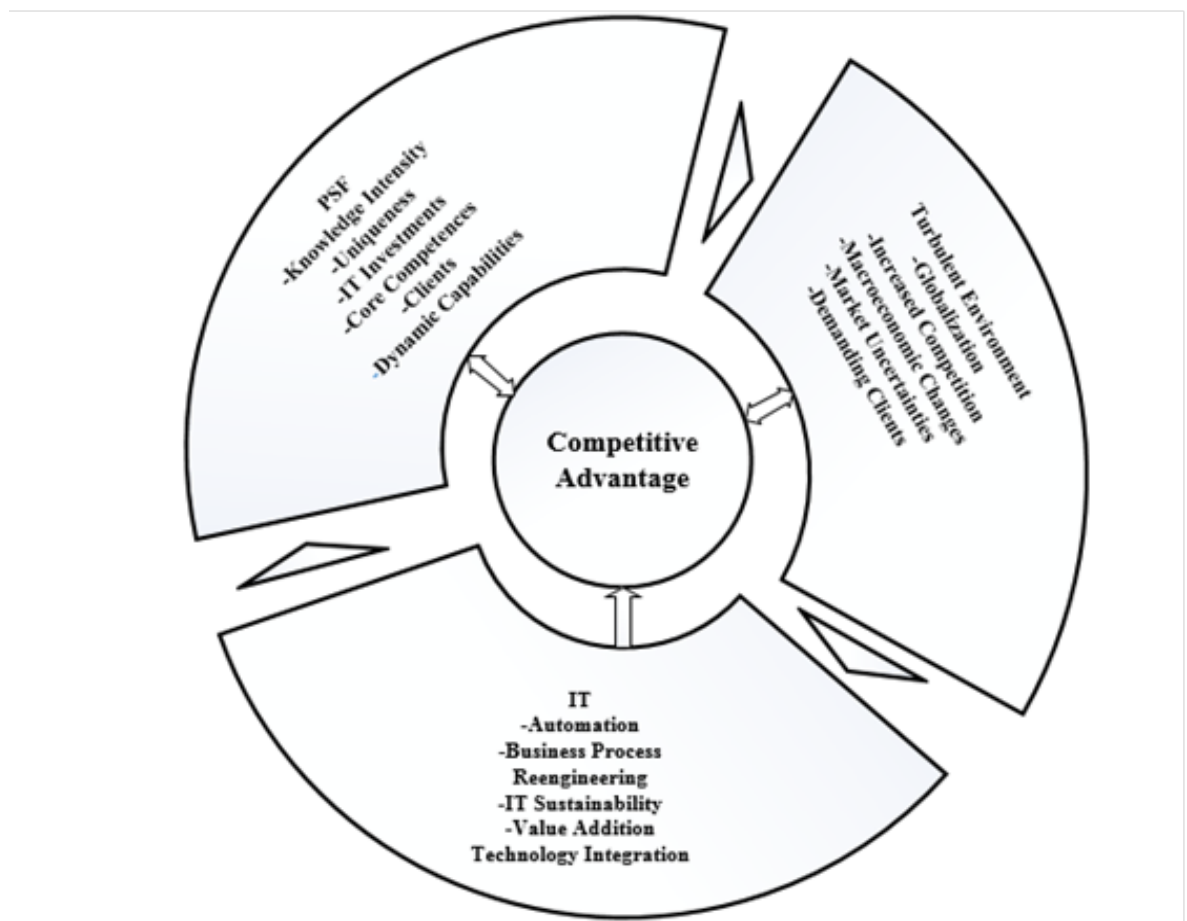 PSF
-Knowledge Intensity
-Uniqueness
-IT Investments
-Core Competences
-Clients
-Dynamic Capabilities
Turbulent Environment
-Globalization
-Increased Competition
-Macroeconomic Changes
-Market Uncertainties
-Demanding Clients
Competitive
Advantage
IT
-Automation
-Business Process
Reengineering
-IT Sustainability
-Value Addition
Technology Integration